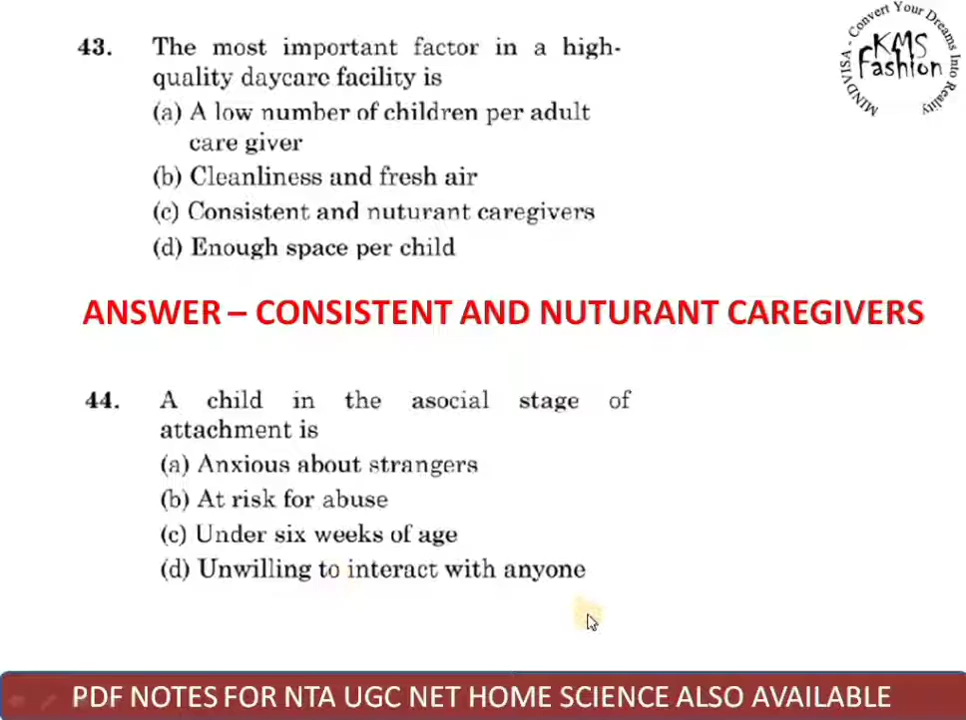 MINDVISA - Convert Your Dreams Into Reality
KMS
Fashion
43. The most important factor in a high-
quality daycare facility is
(a) A low number of children per adult
care giver
(b) Cleanliness and fresh air
(c) Consistent and nuturant caregivers
(d) Enough space per child
ANSWER – CONSISTENT AND NUTURANT CAREGIVERS
44. A child in the asocial stage of
attachment is
(a) Anxious about strangers
(b) At risk for abuse
(c) Under six weeks of age
(d) Unwilling to interact with anyone
PDF NOTES FOR NTA UGC NET HOME SCIENCE ALSO AVAILABLE